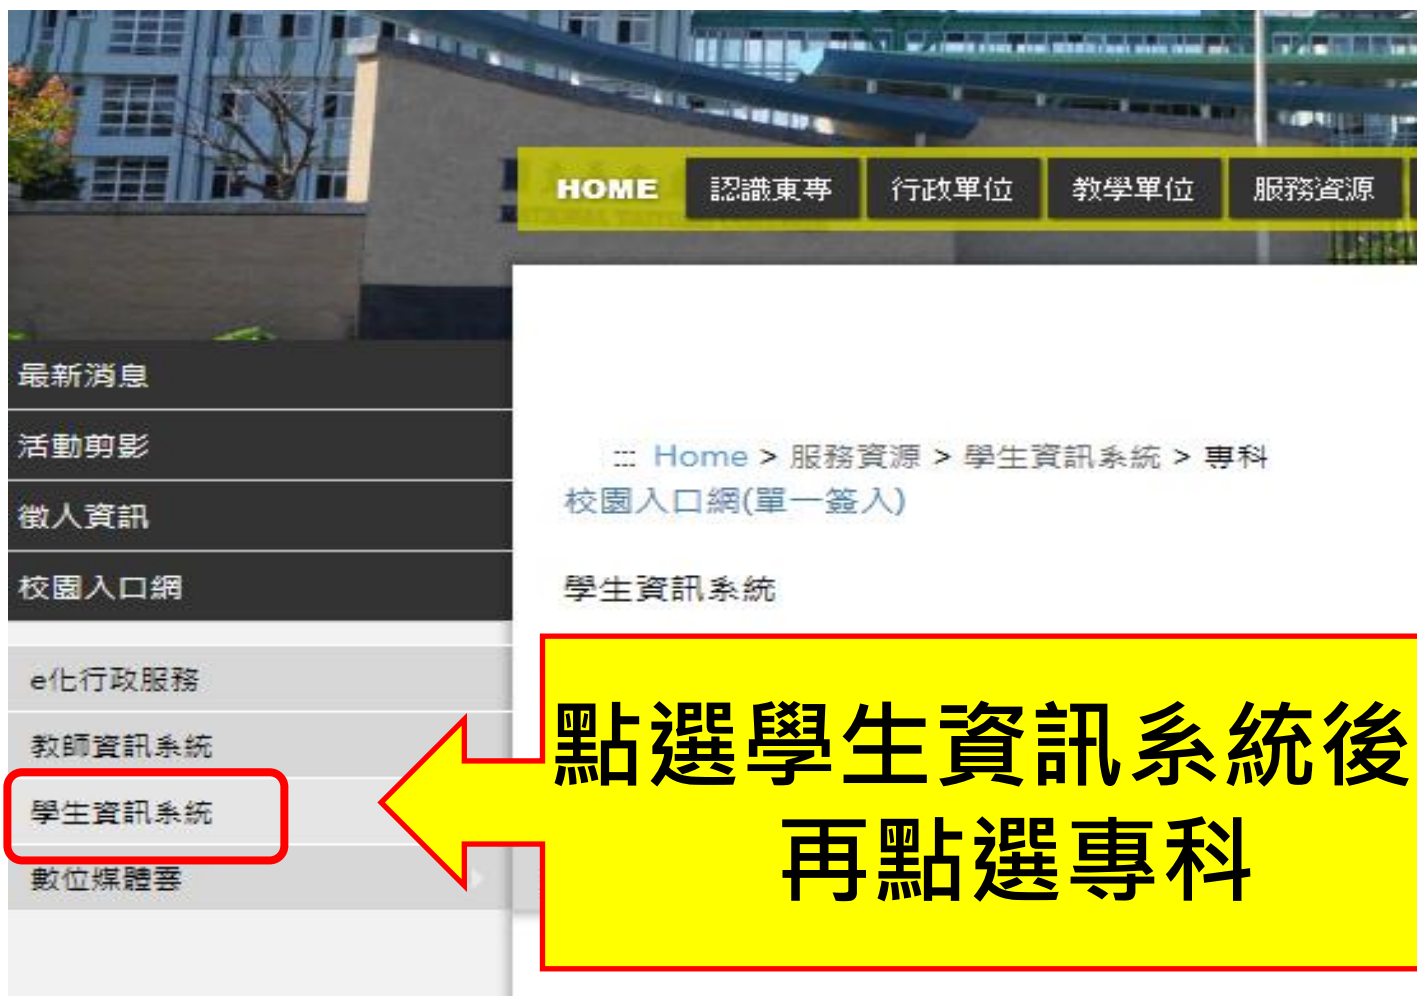 HOME 認識東專 行政單位 教學單位 服務資源
最新消息
活動剪影
徵人資訊
校園入口網
e化行政服務
教師資訊系統
學生資訊系統
數位媒體雲
::: Home > 服務資源 > 學生資訊系統 > 專科
校園入口網(單一簽入)
學生資訊系統
點選學生資訊系統後
再點選專科